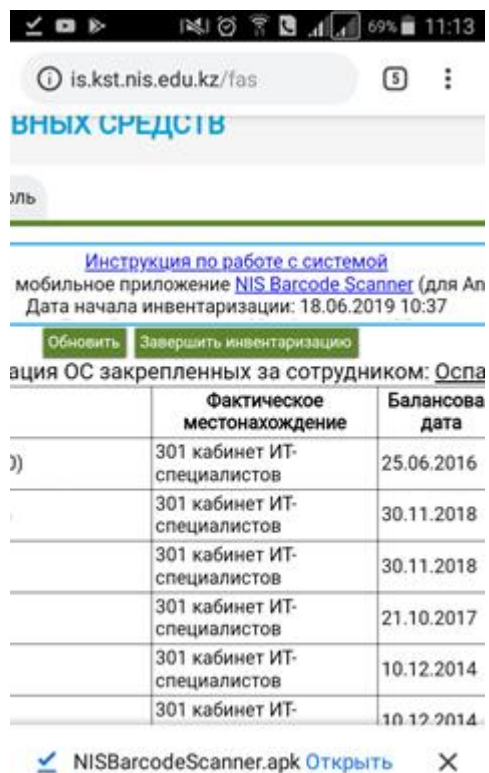 69% 11:13
is.kst.nis.edu.kz/fas 5
ВНЫХ СРЕДСТВ
оль
Инструкция по работе с системой
мобильное приложение NIS Barcode Scanner (для An
Дата начала инвентаризации: 18.06.2019 10:37
Обновить Завершить инвентаризацию
ация ОС закрепленных за сотрудником: Оспа
Фактическое местонахождение Балансова дата
301 кабинет ИТ-
специалистов 25.06.2016
301 кабинет ИТ-
специалистов 30.11.2018
301 кабинет ИТ-
специалистов 30.11.2018
301 кабинет ИТ-
специалистов 21.10.2017
301 кабинет ИТ-
специалистов 10.12.2014
301 кабинет ИТ-
10.12.2014
NISBarcodeScanner.apk Открыть